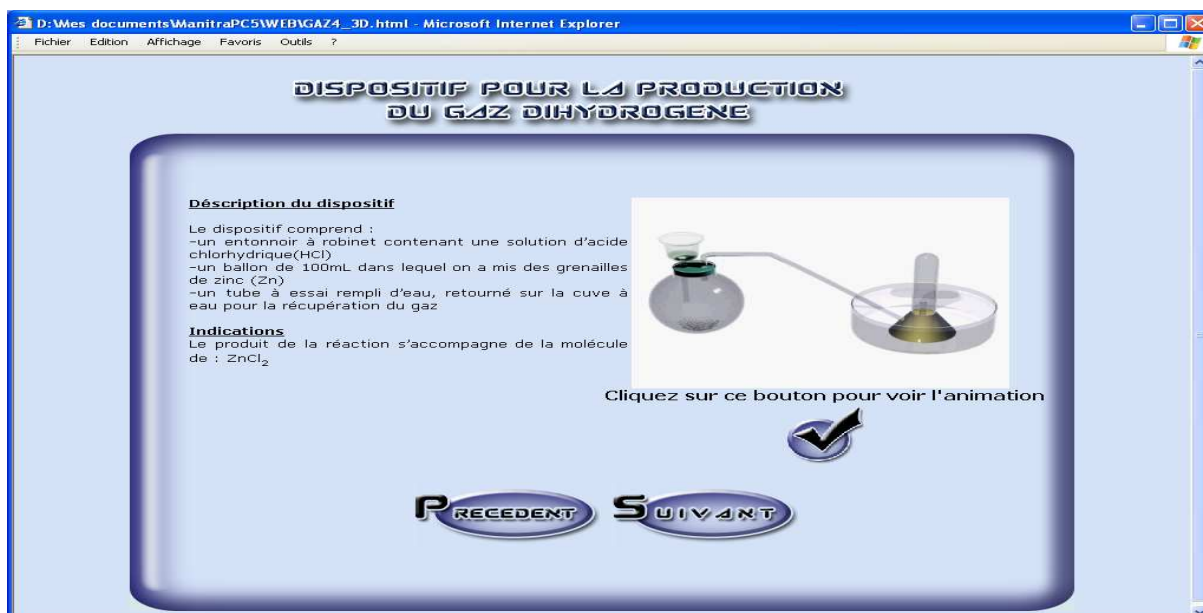 D:\Mes documents\ManitraPC5\WEB\GAZ4_3D.html - Microsoft Internet Explorer
Fichier Edition Affichage Favoris Outils ?
DISPOSITIF POUR LA PRODUCTION
DU GAZ DIHYDROGENE
Déscription du dispositif
Le dispositif comprend :
-un entonnoir à robinet contenant une solution d'acide
chlorhydrique(HCl)
-un ballon de 100mL dans lequel on a mis des grenailles
de zinc (Zn)
-un tube à essai rempli d'eau, retourné sur la cuve à
eau pour la récupération du gaz
Indications
Le produit de la réaction s'accompagne de la molécule
de : ZnCl₂
Cliquez sur ce bouton pour voir l'animation
PRECEDENT SUIVANT